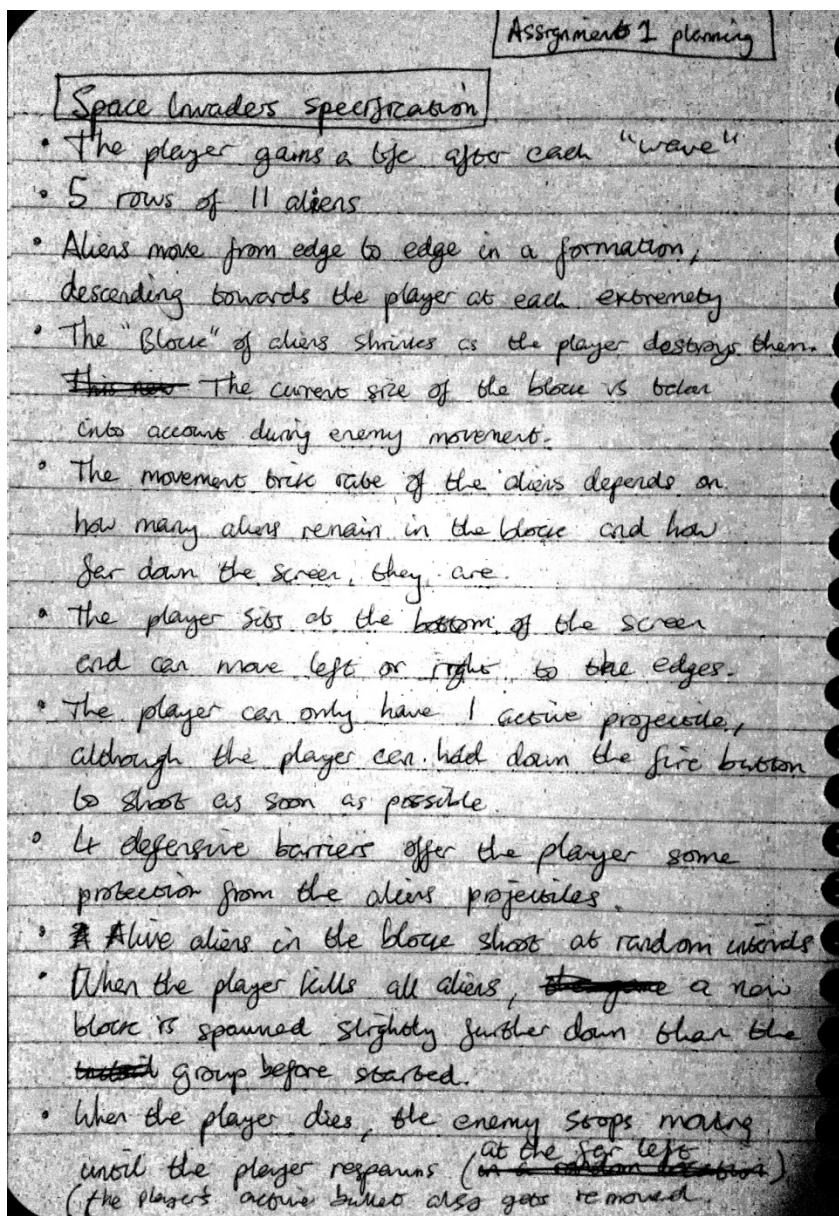 Assignment 1 planning
Space Invaders specification
• The player gains a life after each "wave"
• 5 rows of 11 aliens
• Aliens move from edge to edge in a formation,
descending towards the player at each extremety
• The "Block" of aliens shrinks as the player destroys them.
This new The current size of the block is taken
into account during enemy movement.
• The movement tick rate of the aliens depends on
how many aliens remain in the block and how
far down the screen, they are.
• The player sits at the bottom of the screen
and can move left or right to the edges.
• The player can only have 1 active projectile,
although the player can hold down the fire button
to shoot as soon as possible.
• 4 defensive barriers offer the player some
protection from the aliens projectiles.
• Alive aliens in the block shoot at random intervals
• When the player kills all aliens, the game a new
block is spawned slightly further down than the
group before started.
• When the player dies, the enemy stops moving
at the far left
until the player respawns (in a random location)
(the player's active bullet also gets removed.